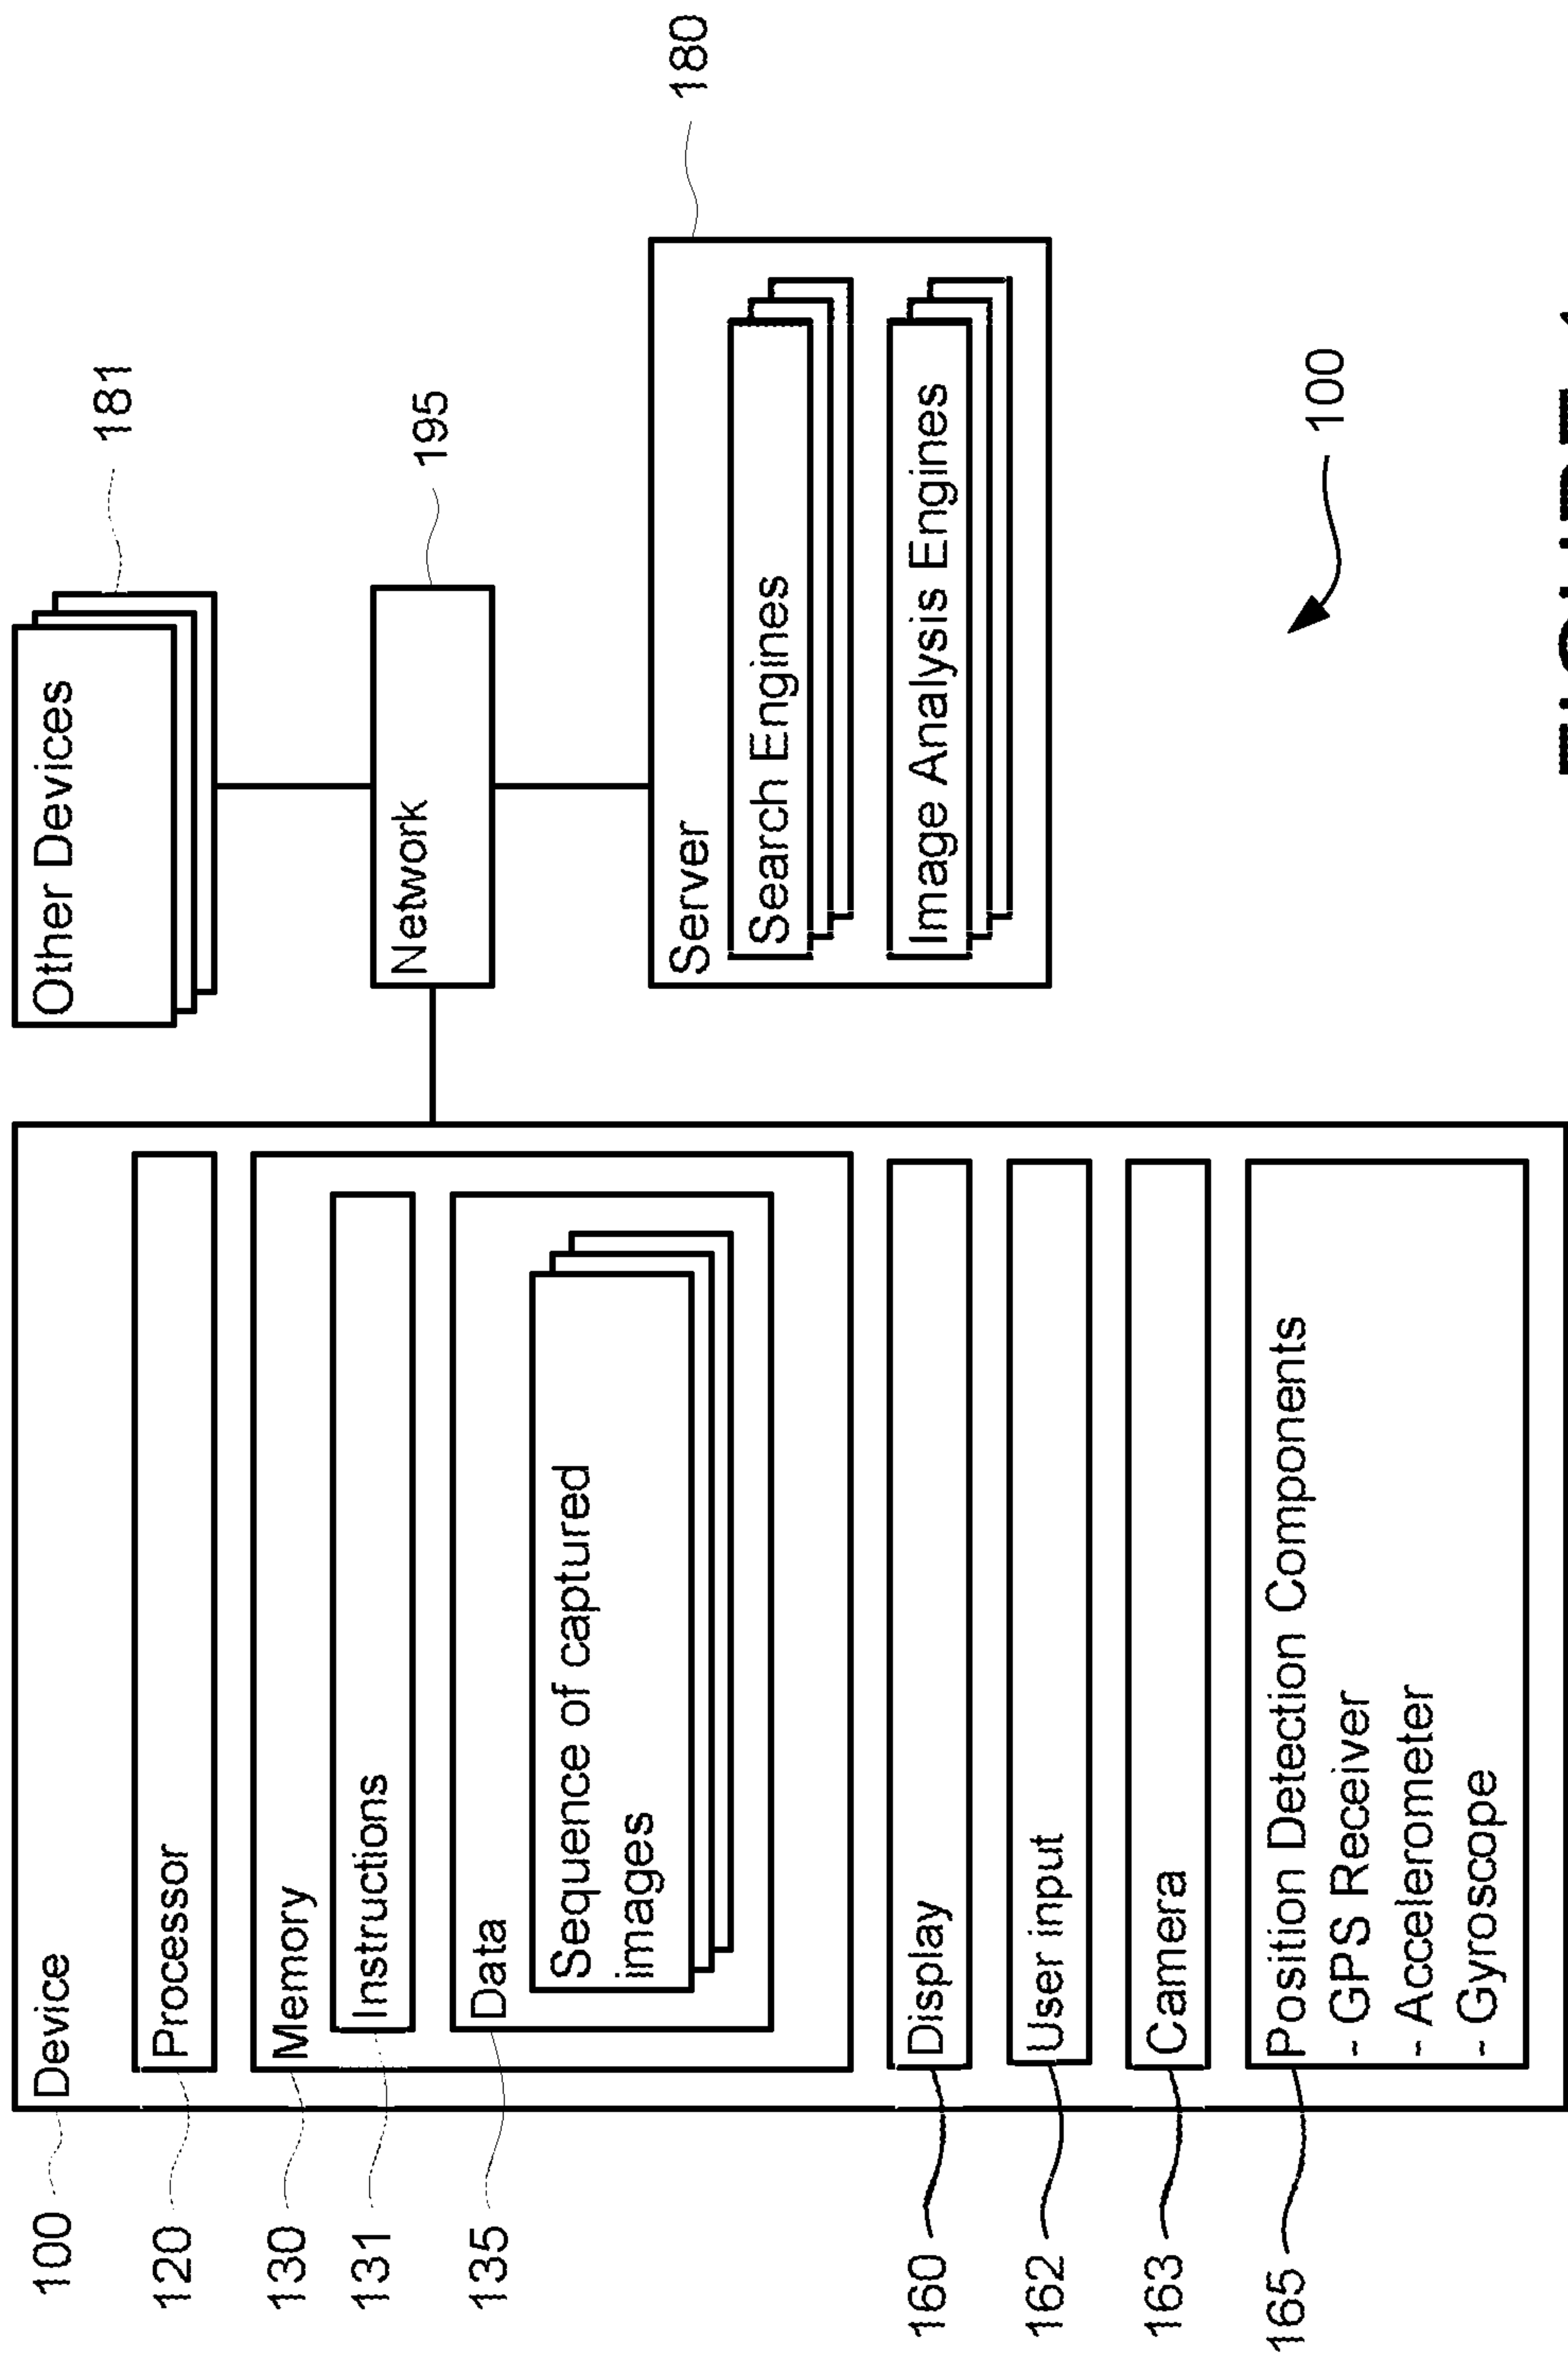 100
Device
120
Processor
130
Memory
131
Instructions
135
Data
Sequence of captured
images
160
Display
162
User input
163
Camera
165
Position Detection Components
- GPS Receiver
- Accelerometer
- Gyroscope
Other Devices
181
Network
195
Server
180
Search Engines
Image Analysis Engines
100